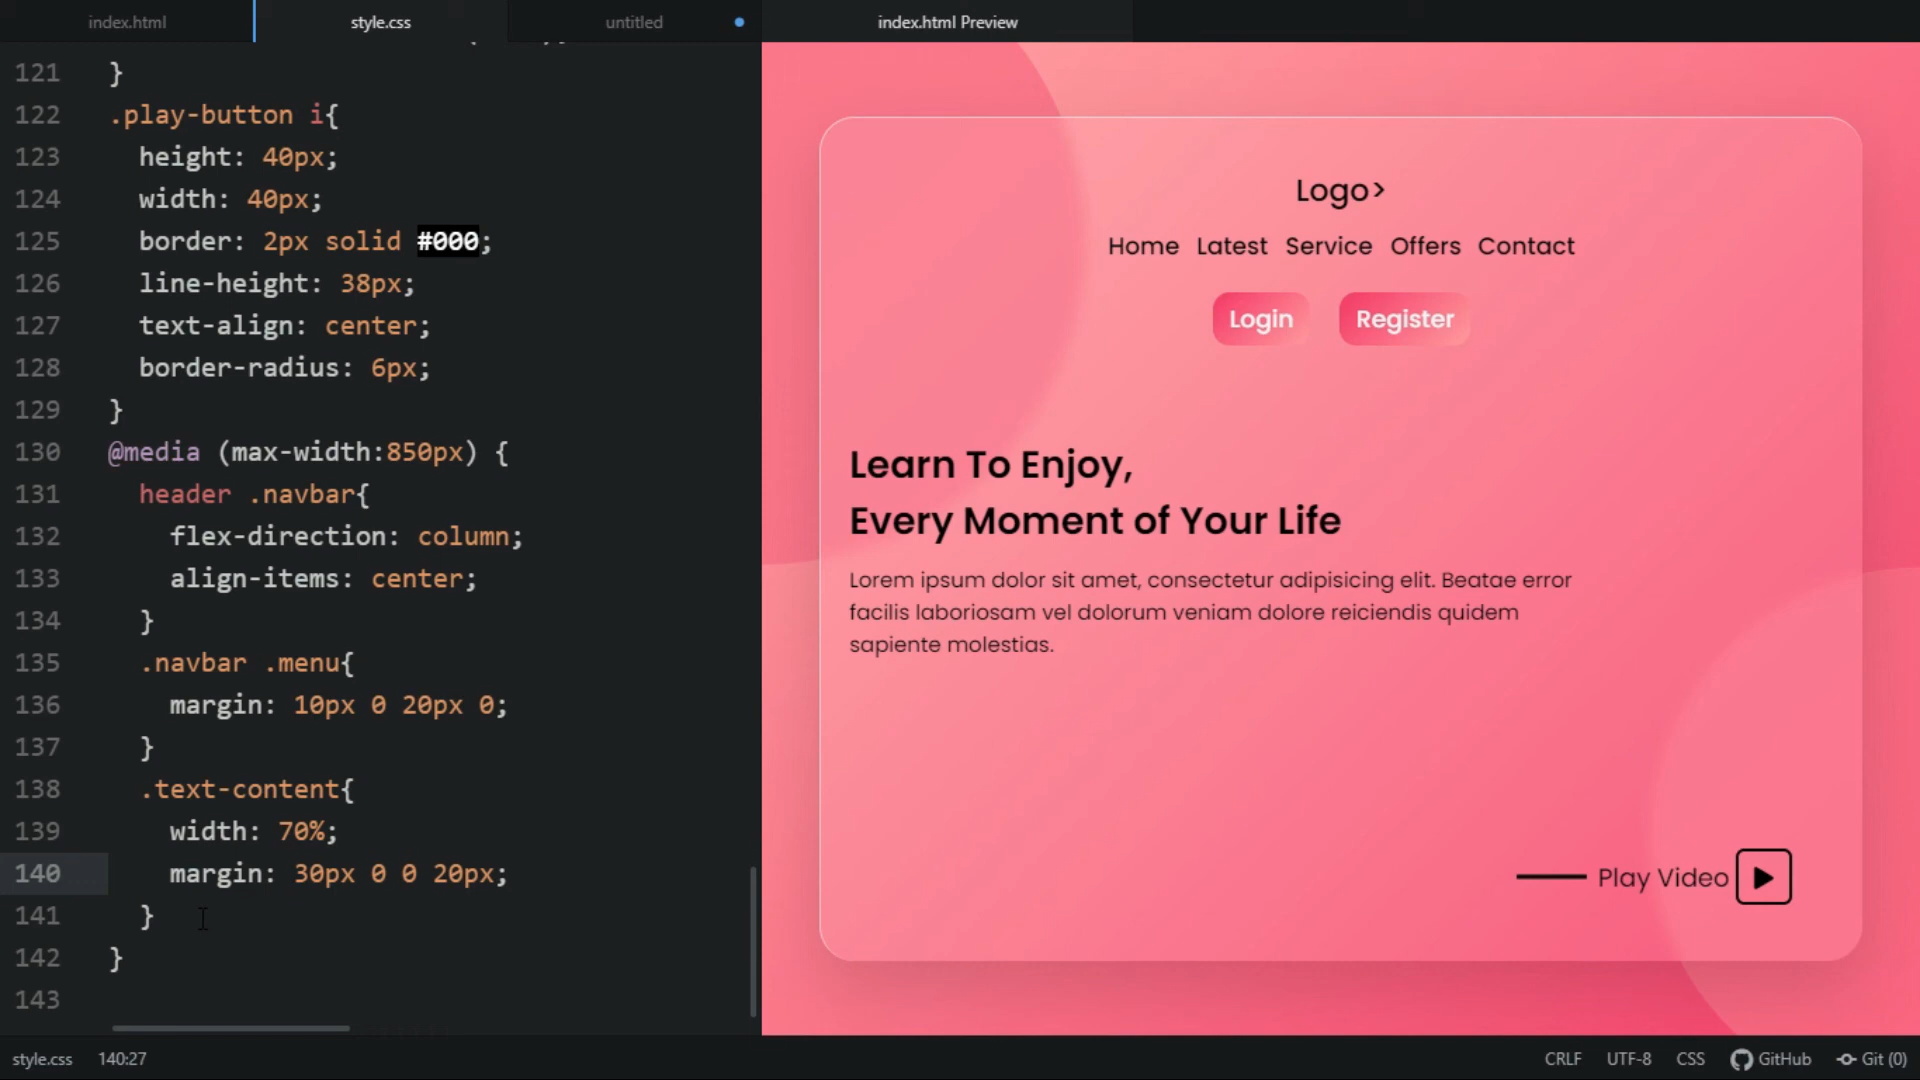 index.html
style.css
untitled
index.html Preview
121 }
122 .play-button i{
123 height: 40px;
124 width: 40px;
125 border: 2px solid #000;
126 line-height: 38px;
127 text-align: center;
128 border-radius: 6px;
129 }
130 @media (max-width:850px) {
131 header .navbar{
132 flex-direction: column;
133 align-items: center;
134 }
135 .navbar .menu{
136 margin: 10px 0 20px 0;
137 }
138 .text-content{
139 width: 70%;
140 margin: 30px 0 0 20px;
141 }
142 }
143
Logo>
Home Latest Service Offers Contact
Login Register
Learn To Enjoy,
Every Moment of Your Life
Lorem ipsum dolor sit amet, consectetur adipisicing elit. Beatae error
facilis laboriosam vel dolorum veniam dolore reiciendis quidem
sapiente molestias.
Play Video
style.css 140:27
CRLF UTF-8 CSS GitHub Git (0)